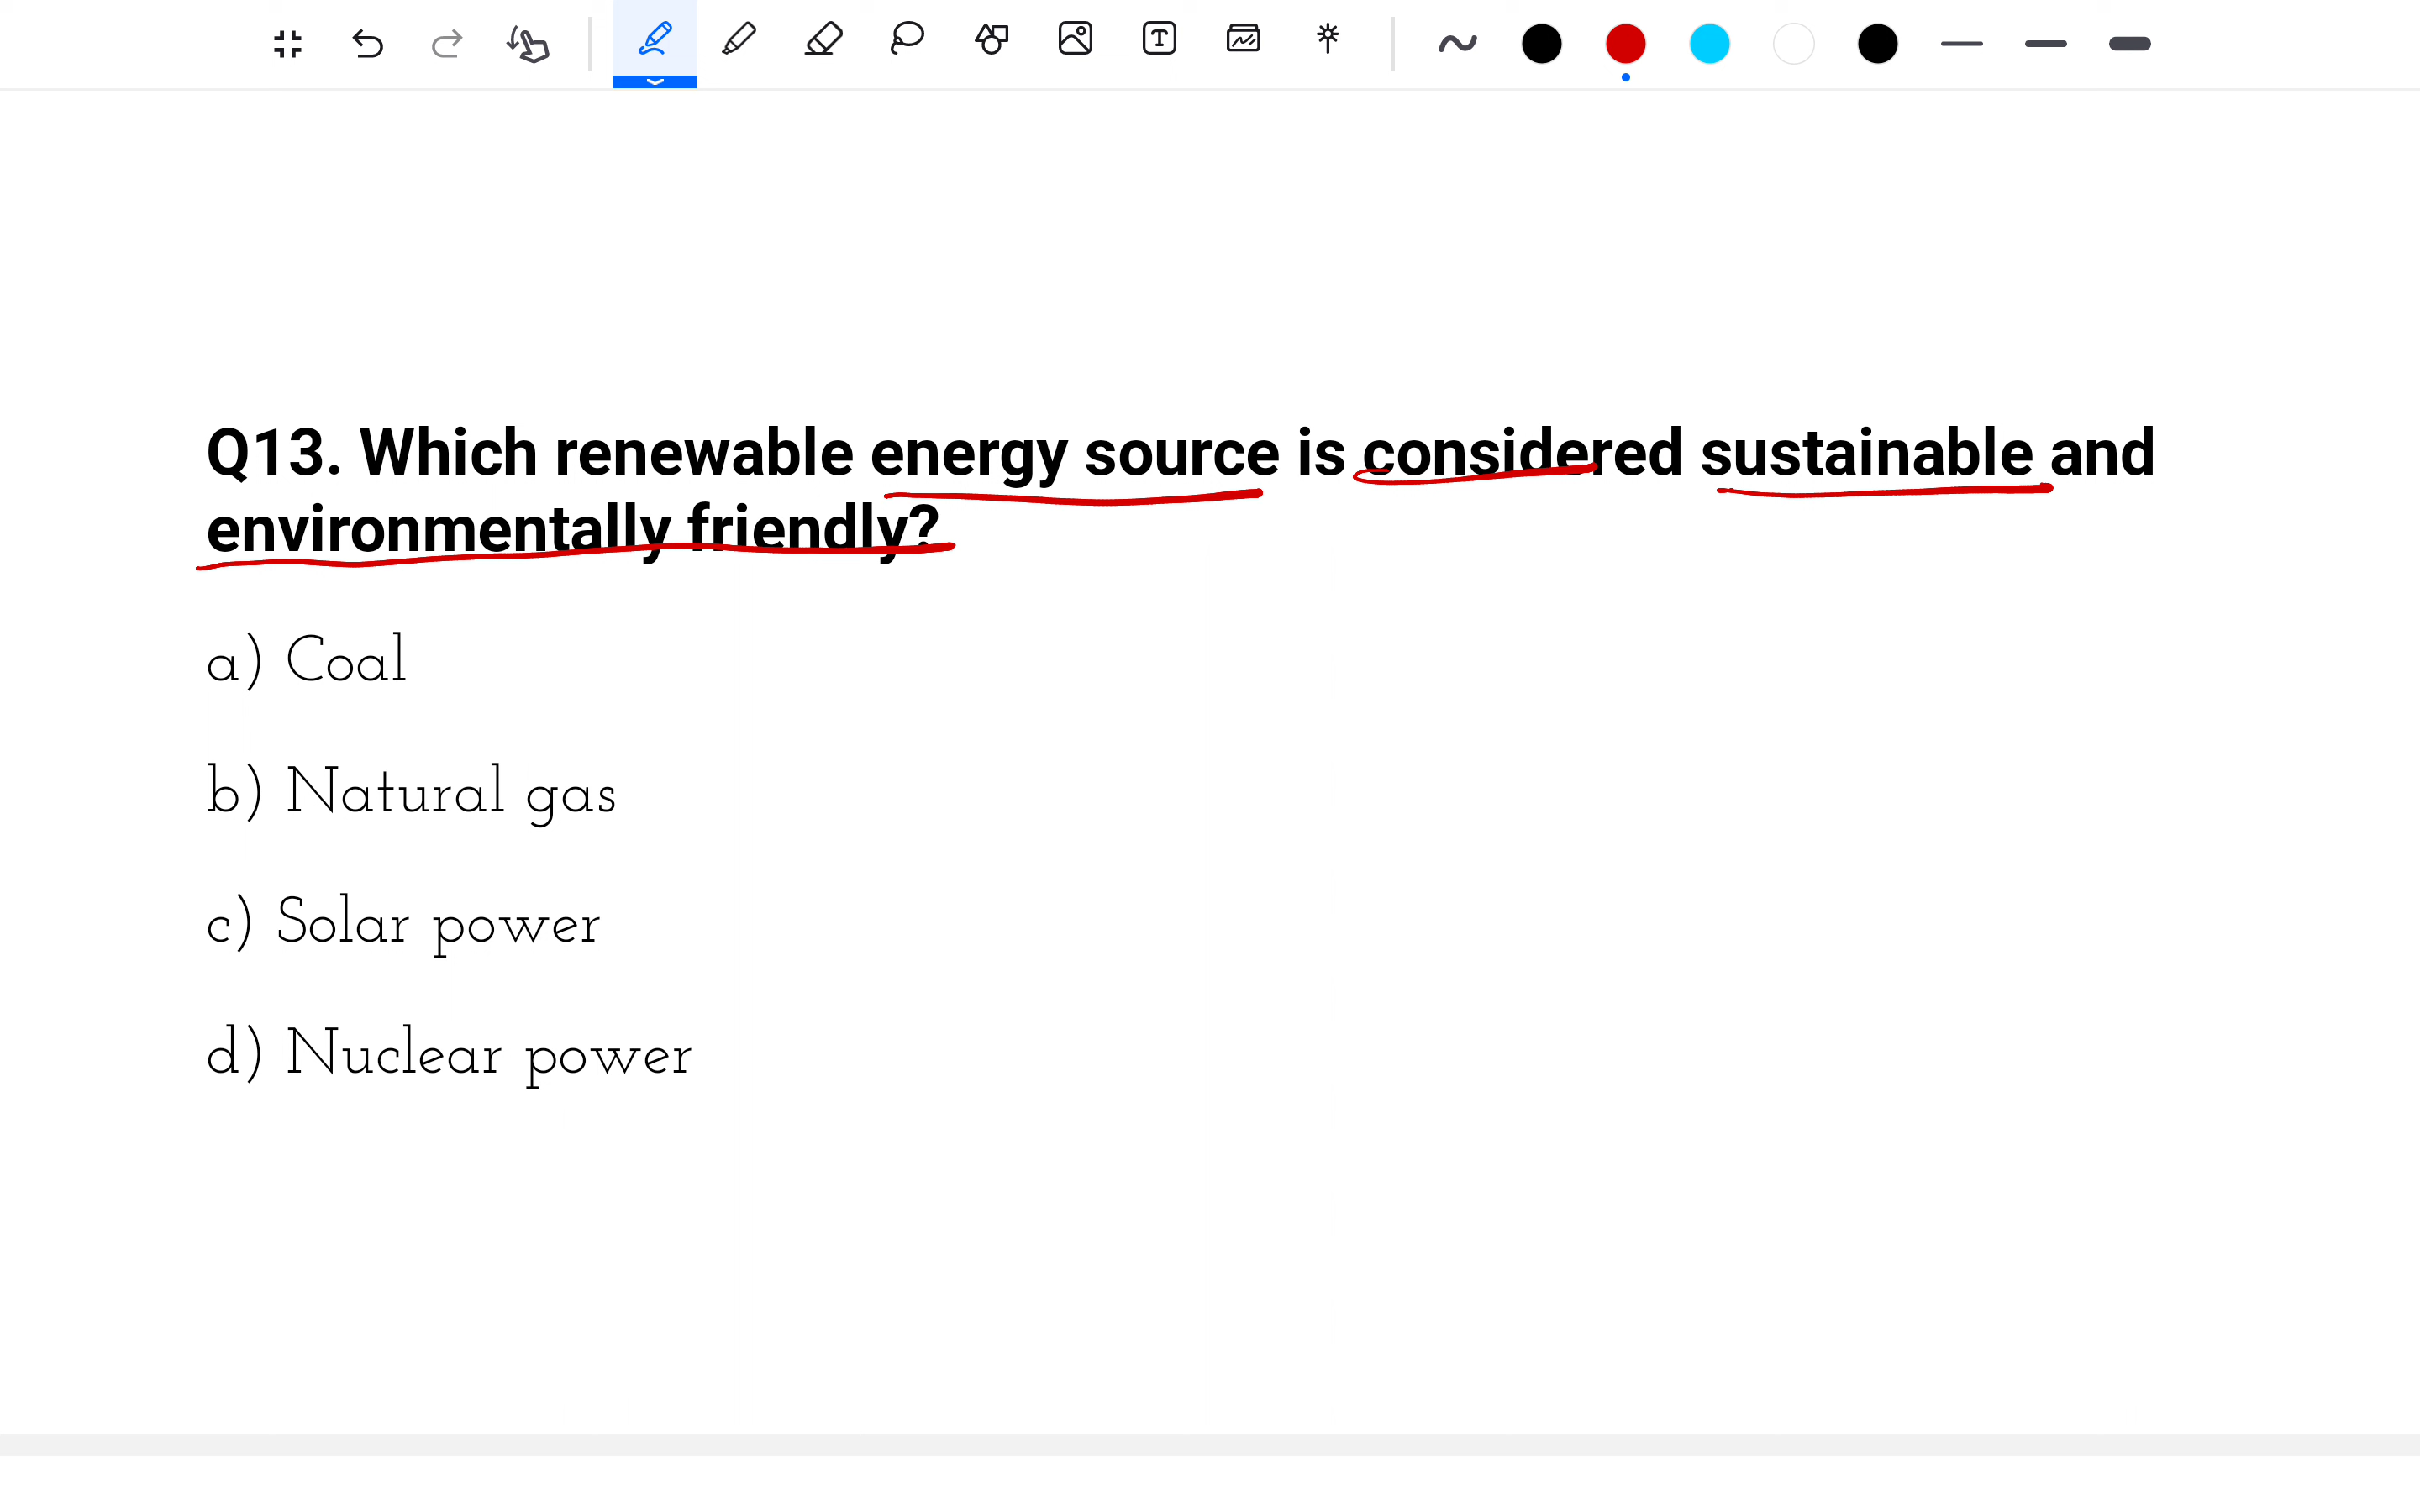 Q13. Which renewable energy source is considered sustainable and
environmentally friendly?
a) Coal
b) Natural gas
c) Solar power
d) Nuclear power